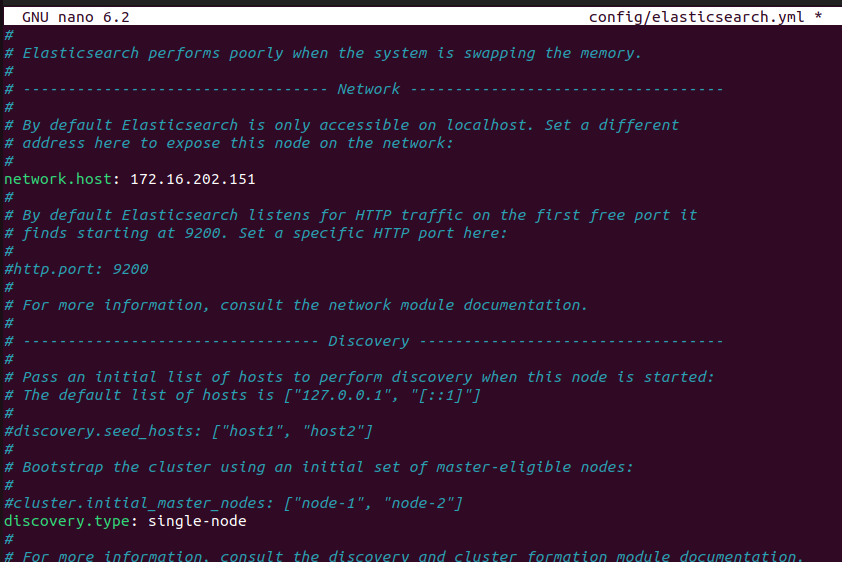 GNU nano 6.2 config/elasticsearch.yml *
#
# Elasticsearch performs poorly when the system is swapping the memory.
#
# ---------------------------------- Network -----------------------------------
#
# By default Elasticsearch is only accessible on localhost. Set a different
# address here to expose this node on the network:
#
network.host: 172.16.202.151
#
# By default Elasticsearch listens for HTTP traffic on the first free port it
# finds starting at 9200. Set a specific HTTP port here:
#
#http.port: 9200
#
# For more information, consult the network module documentation.
#
# --------------------------------- Discovery ----------------------------------
#
# Pass an initial list of hosts to perform discovery when this node is started:
# The default list of hosts is ["127.0.0.1", "[::1]"]
#
#discovery.seed_hosts: ["host1", "host2"]
#
# Bootstrap the cluster using an initial set of master-eligible nodes:
#
#cluster.initial_master_nodes: ["node-1", "node-2"]
discovery.type: single-node
#
# For more information, consult the discovery and cluster formation module documentation.